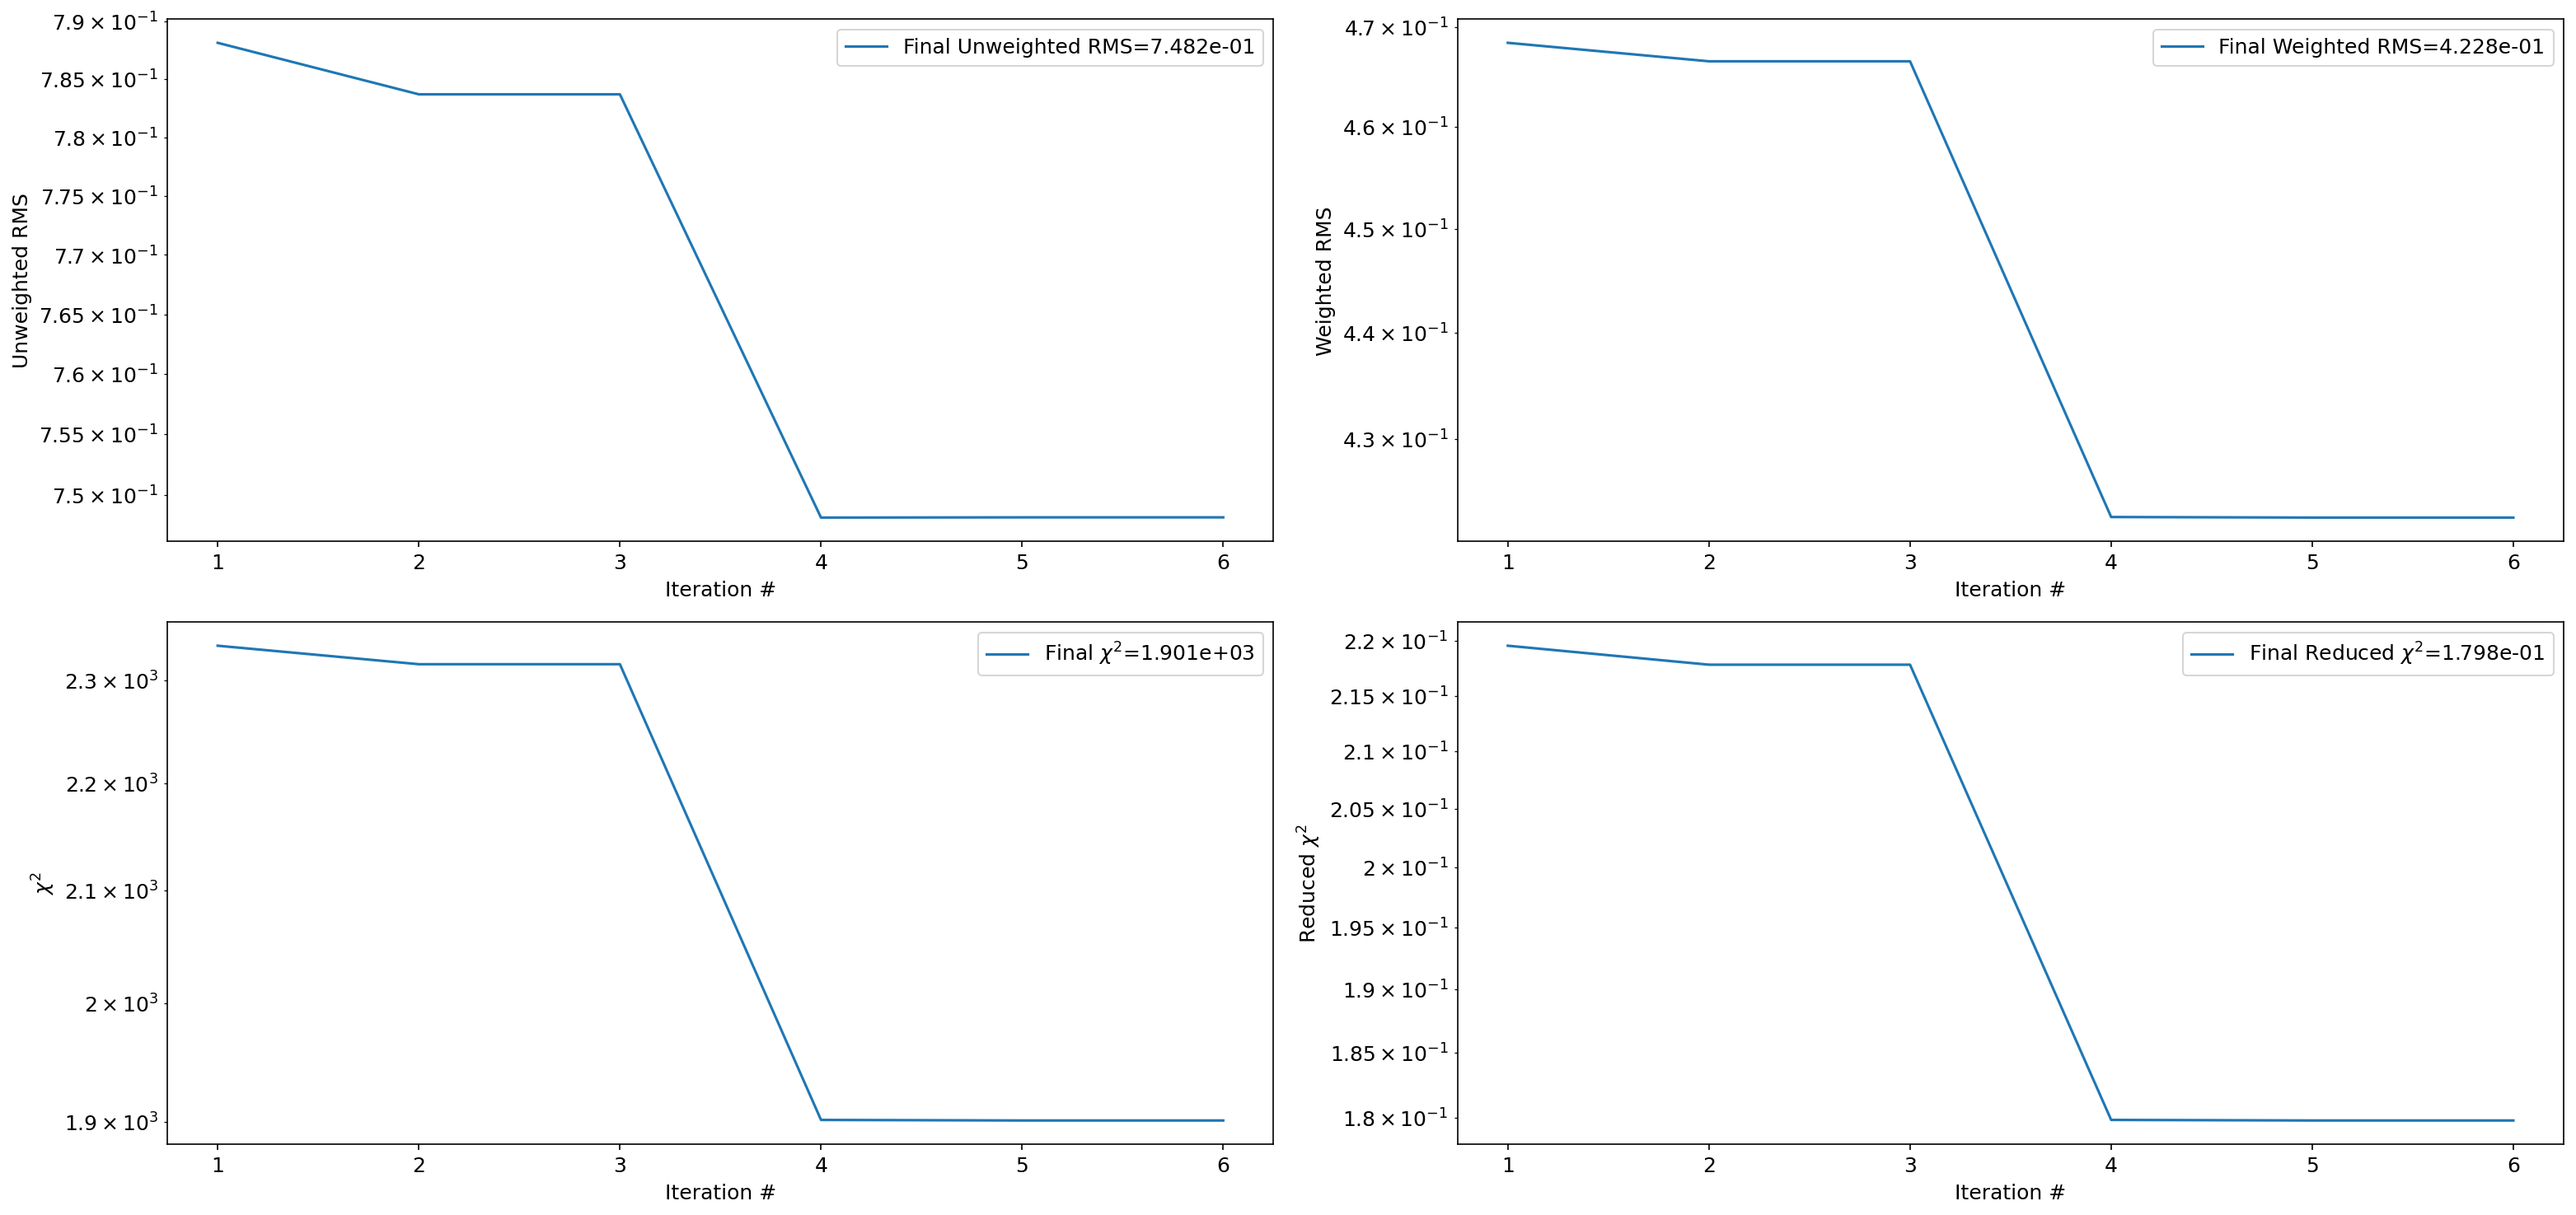 Final Unweighted RMS=7.482e-01
7.9 × 10⁻¹
7.85 × 10⁻¹
7.8 × 10⁻¹
7.75 × 10⁻¹
7.7 × 10⁻¹
7.65 × 10⁻¹
7.6 × 10⁻¹
7.55 × 10⁻¹
7.5 × 10⁻¹
Unweighted RMS
1 2 3 4 5 6
Iteration #
Final Weighted RMS=4.228e-01
4.7 × 10⁻¹
4.6 × 10⁻¹
4.5 × 10⁻¹
4.4 × 10⁻¹
4.3 × 10⁻¹
Weighted RMS
1 2 3 4 5 6
Iteration #
Final χ²=1.901e+03
2.3 × 10³
2.2 × 10³
2.1 × 10³
2 × 10³
1.9 × 10³
χ²
1 2 3 4 5 6
Iteration #
Final Reduced χ²=1.798e-01
2.2 × 10⁻¹
2.15 × 10⁻¹
2.1 × 10⁻¹
2.05 × 10⁻¹
2 × 10⁻¹
1.95 × 10⁻¹
1.9 × 10⁻¹
1.85 × 10⁻¹
1.8 × 10⁻¹
Reduced χ²
1 2 3 4 5 6
Iteration #